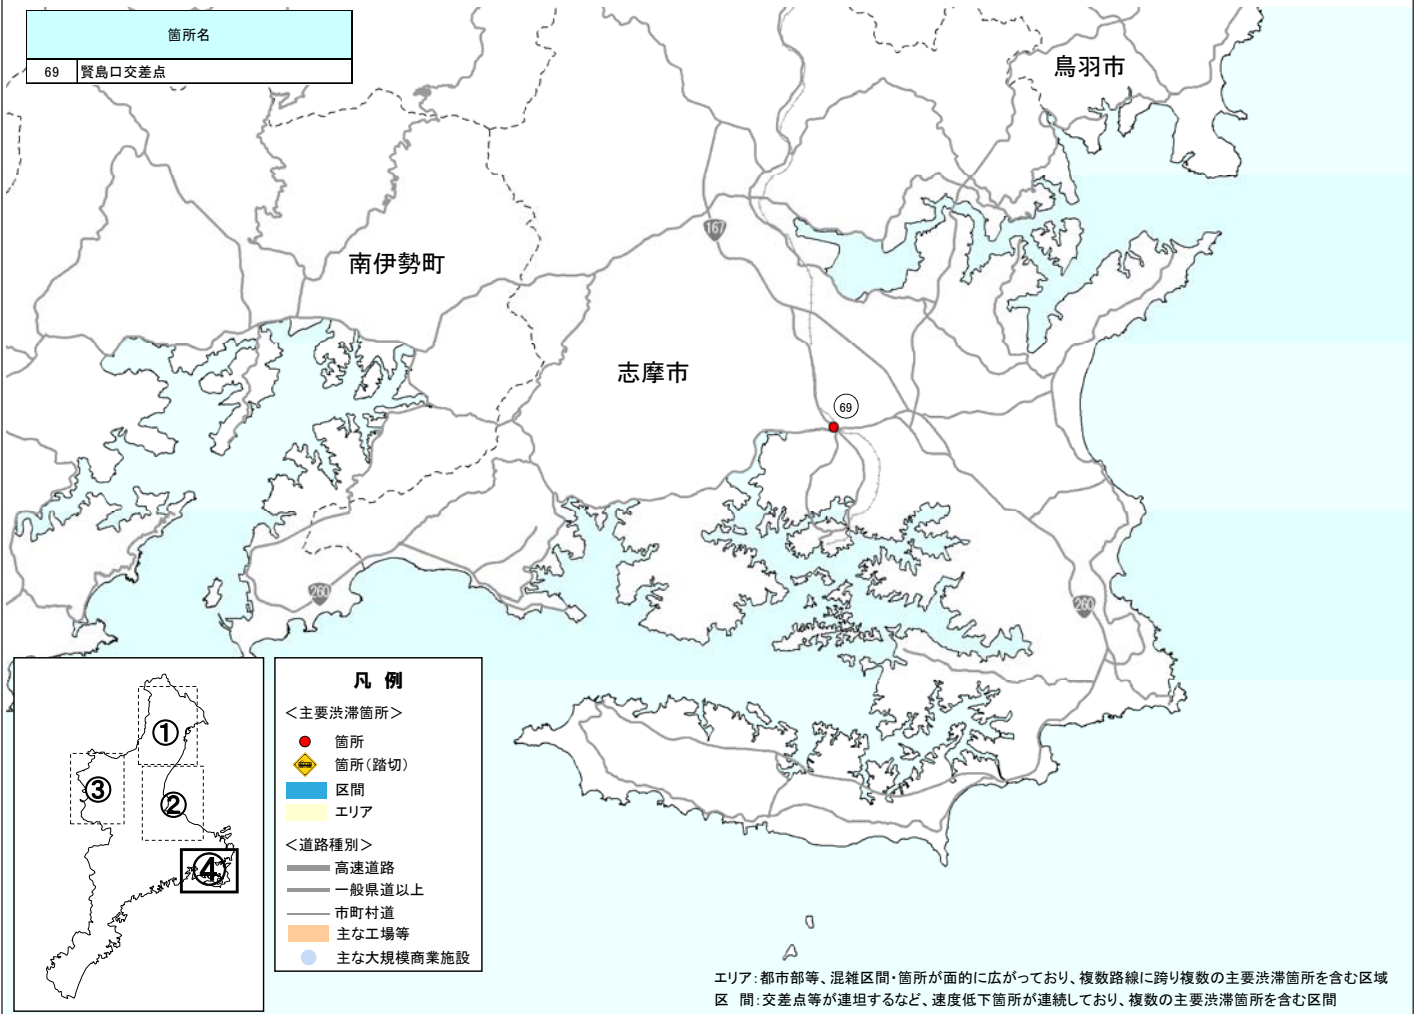 箇所名
69 賢島口交差点
鳥羽市
167
南伊勢町
志摩市
69
260
260
凡 例
＜主要渋滞箇所＞
箇所
箇所(踏切)
区間
エリア
＜道路種別＞
高速道路
一般県道以上
市町村道
主な工場等
主な大規模商業施設
①
③
②
④
エリア:都市部等、混雑区間・箇所が面的に広がっており、複数路線に跨り複数の主要渋滞箇所を含む区域
区 間:交差点等が連坦するなど、速度低下箇所が連続しており、複数の主要渋滞箇所を含む区間